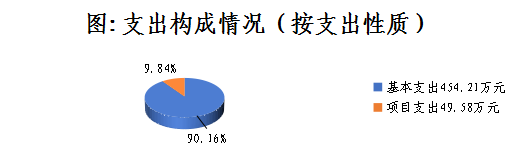 图:支出构成情况（按支出性质）
9.84%
90.16%
基本支出454.21万元
项目支出49.58万元